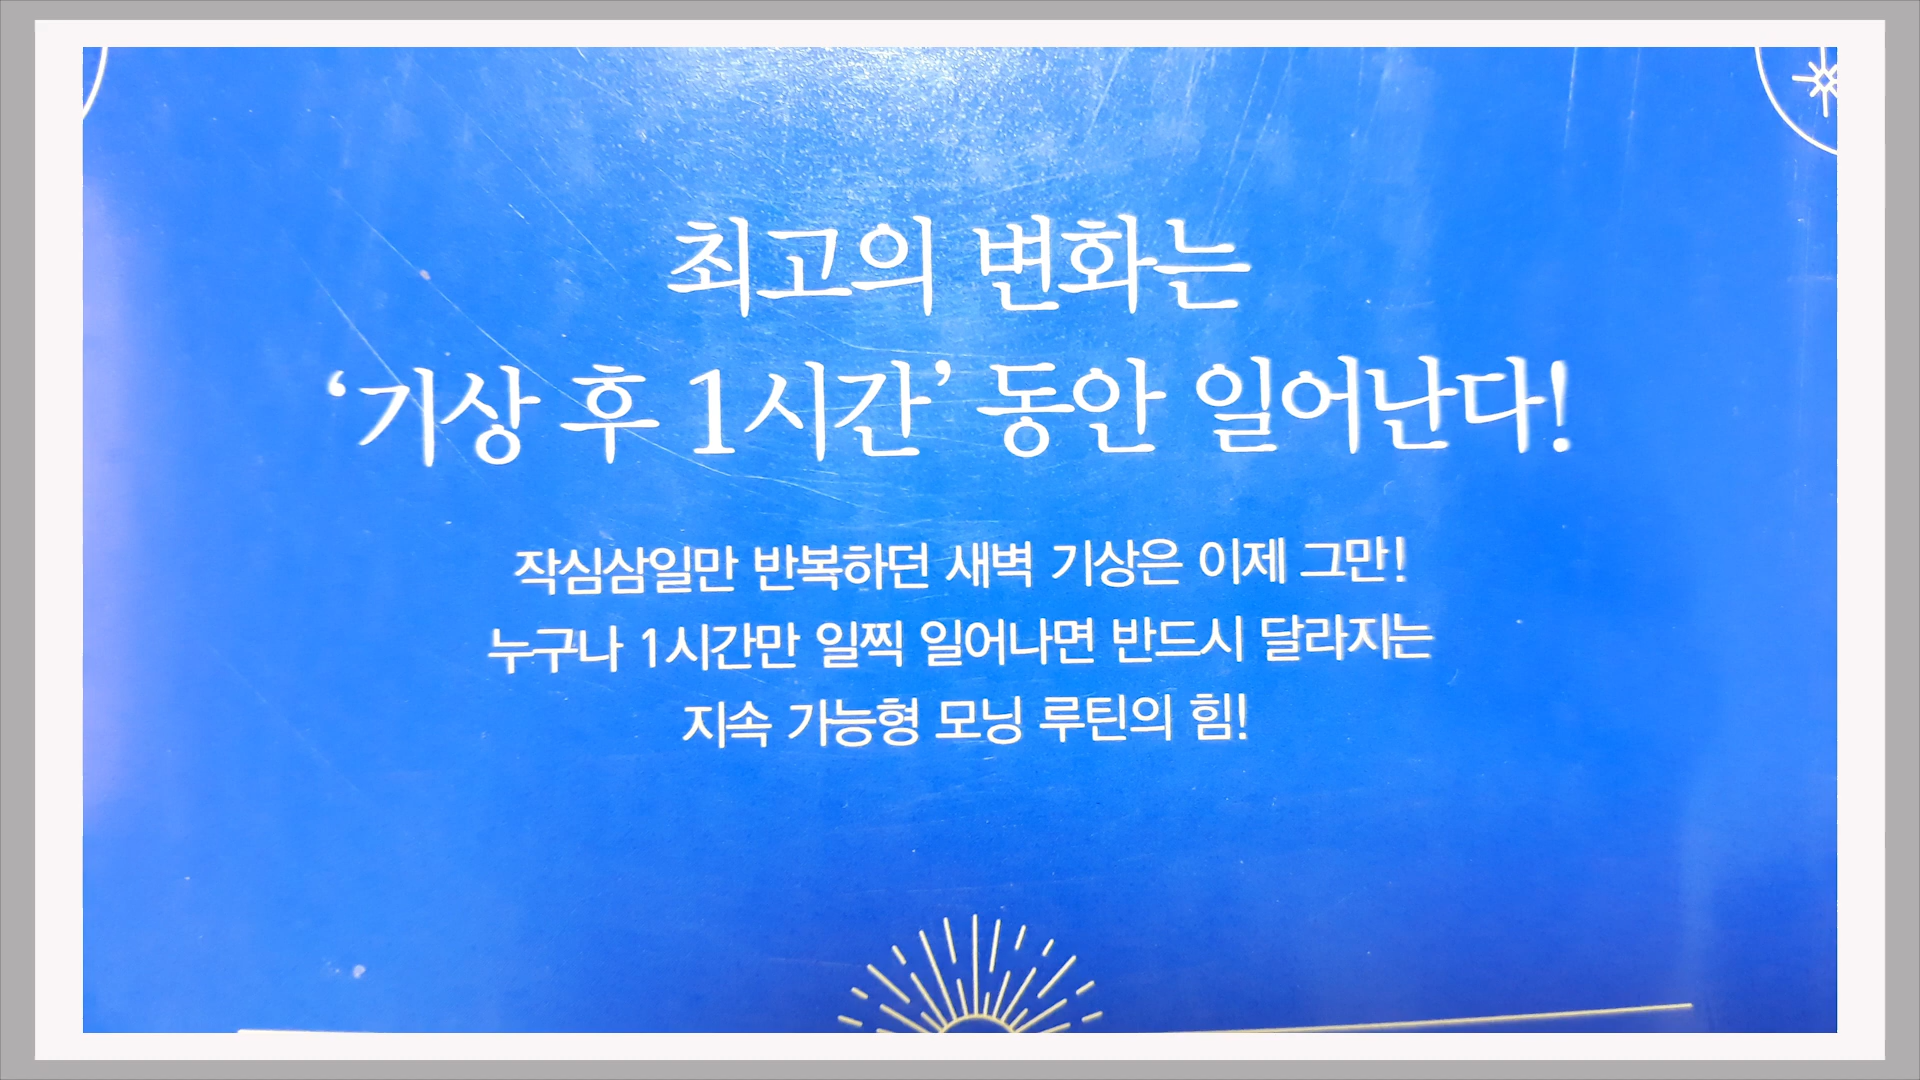 최고의 변화는
‘기상 후 1시간’ 동안 일어난다!
작심삼일만 반복하던 새벽 기상은 이제 그만!
누구나 1시간만 일찍 일어나면 반드시 달라지는
지속 가능형 모닝 루틴의 힘!